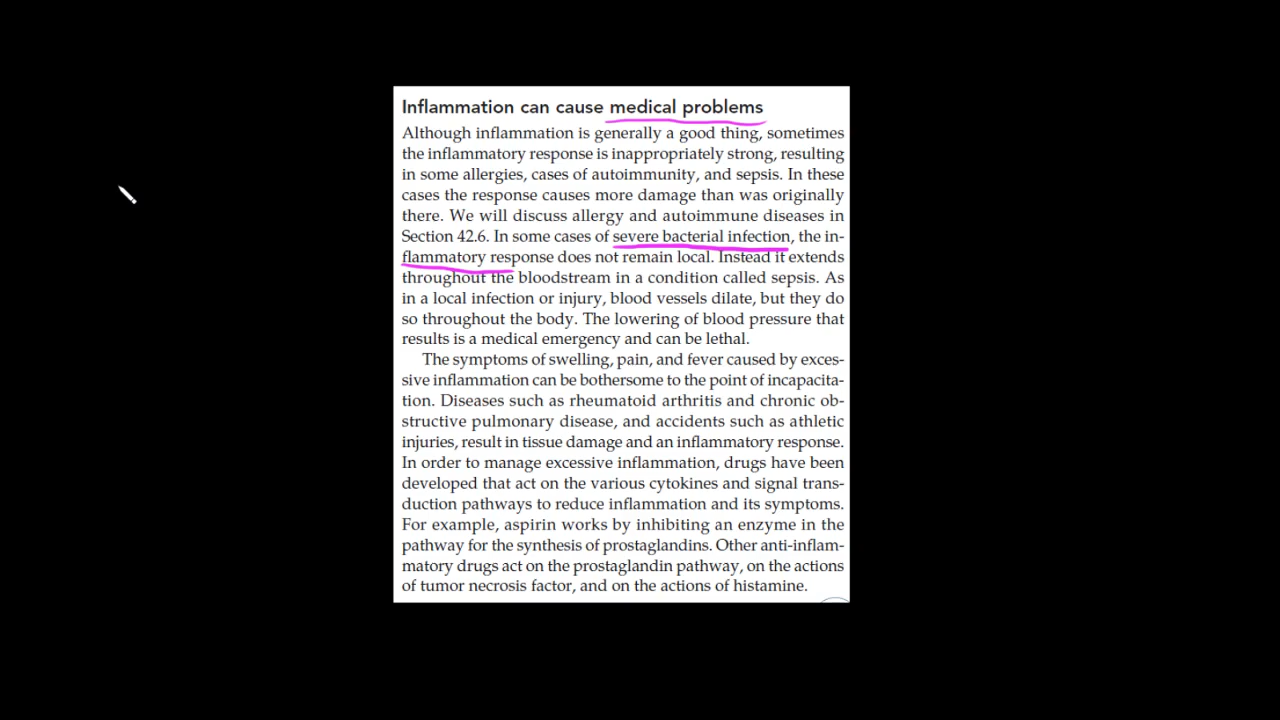 Inflammation can cause medical problems
Although inflammation is generally a good thing, sometimes
the inflammatory response is inappropriately strong, resulting
in some allergies, cases of autoimmunity, and sepsis. In these
cases the response causes more damage than was originally
there. We will discuss allergy and autoimmune diseases in
Section 42.6. In some cases of severe bacterial infection, the in-
flammatory response does not remain local. Instead it extends
throughout the bloodstream in a condition called sepsis. As
in a local infection or injury, blood vessels dilate, but they do
so throughout the body. The lowering of blood pressure that
results is a medical emergency and can be lethal.
The symptoms of swelling, pain, and fever caused by exces-
sive inflammation can be bothersome to the point of incapacita-
tion. Diseases such as rheumatoid arthritis and chronic ob-
structive pulmonary disease, and accidents such as athletic
injuries, result in tissue damage and an inflammatory response.
In order to manage excessive inflammation, drugs have been
developed that act on the various cytokines and signal trans-
duction pathways to reduce inflammation and its symptoms.
For example, aspirin works by inhibiting an enzyme in the
pathway for the synthesis of prostaglandins. Other anti-inflam-
matory drugs act on the prostaglandin pathway, on the actions
of tumor necrosis factor, and on the actions of histamine.